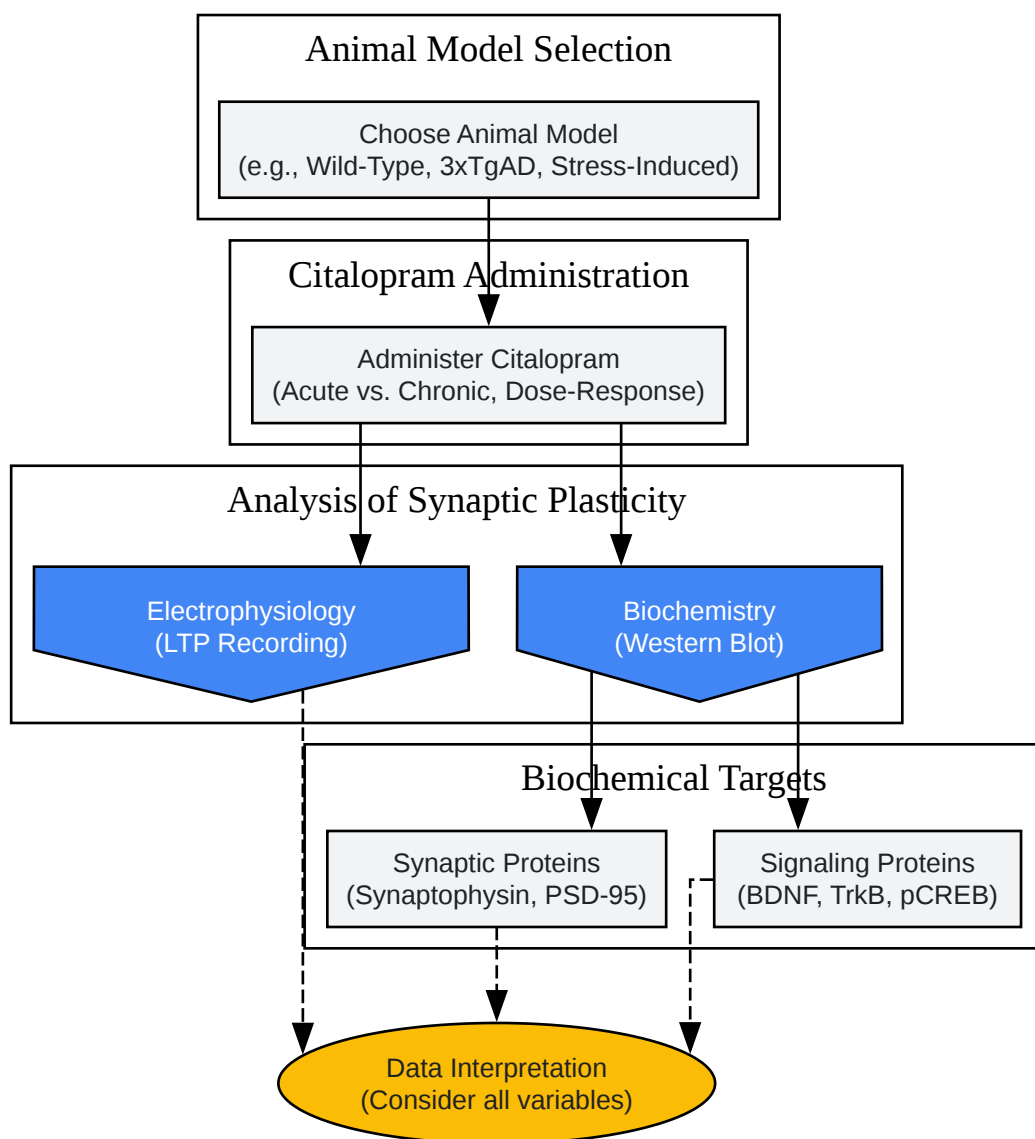 Animal Model Selection
Choose Animal Model
(e.g., Wild-Type, 3xTgAD, Stress-Induced)
Citalopram Administration
Administer Citalopram
(Acute vs. Chronic, Dose-Response)
Analysis of Synaptic Plasticity
Electrophysiology
(LTP Recording)
Biochemistry
(Western Blot)
Biochemical Targets
Synaptic Proteins
(Synaptophysin, PSD-95)
Signaling Proteins
(BDNF, TrkB, pCREB)
Data Interpretation
(Consider all variables)